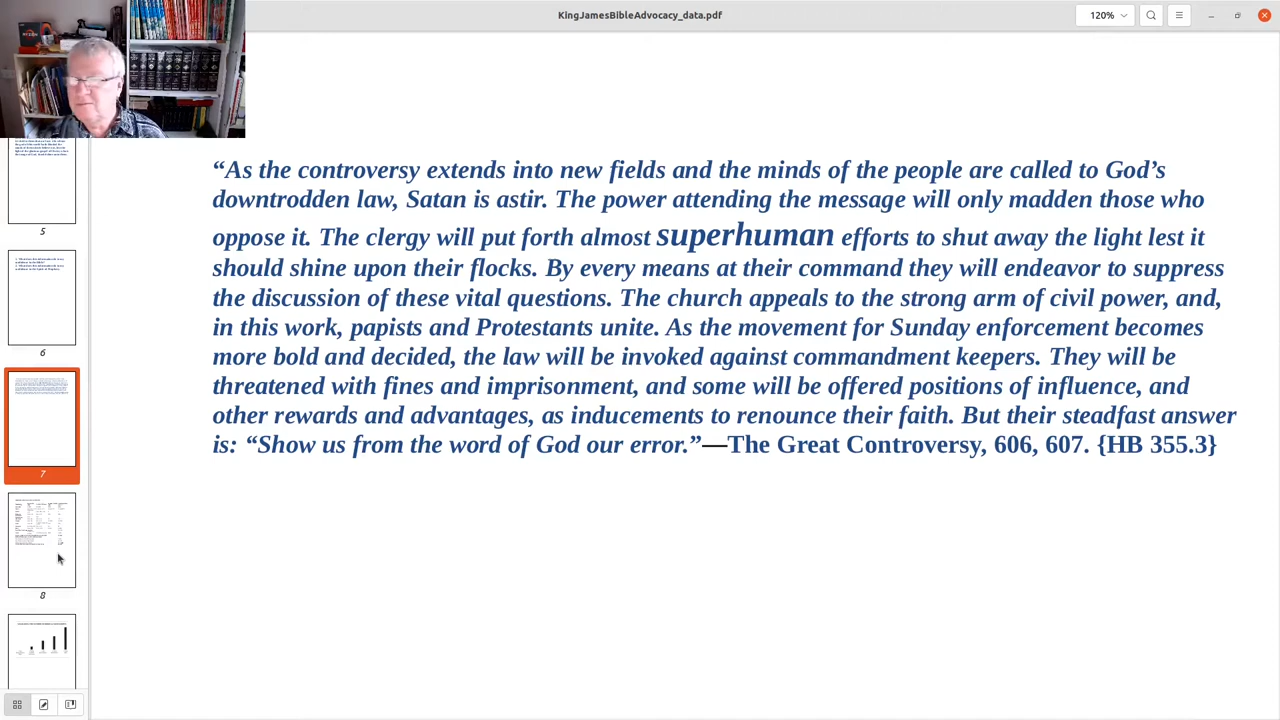 KingJamesBibleAdvocacy_data.pdf
120%
“As the controversy extends into new fields and the minds of the people are called to God’s
downtrodden law, Satan is astir. The power attending the message will only madden those who
oppose it. The clergy will put forth almost superhuman efforts to shut away the light lest it
should shine upon their flocks. By every means at their command they will endeavor to suppress
the discussion of these vital questions. The church appeals to the strong arm of civil power, and,
in this work, papists and Protestants unite. As the movement for Sunday enforcement becomes
more bold and decided, the law will be invoked against commandment keepers. They will be
threatened with fines and imprisonment, and some will be offered positions of influence, and
other rewards and advantages, as inducements to renounce their faith. But their steadfast answer
is: “Show us from the word of God our error.”—The Great Controversy, 606, 607. {HB 355.3}
5
6
7
8